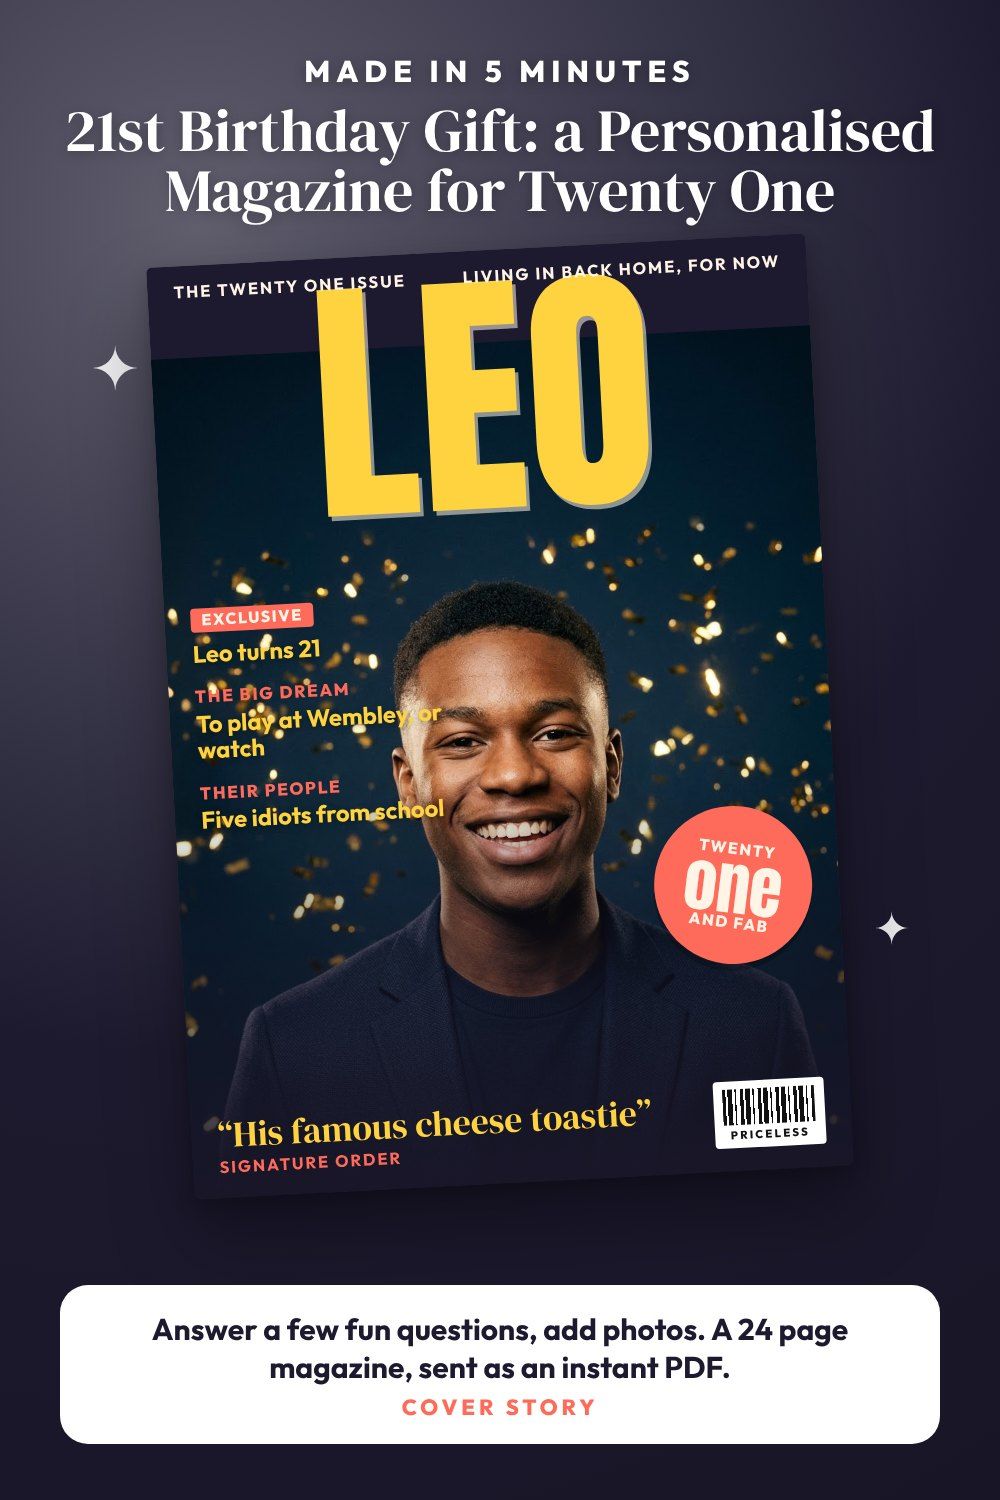 MADE IN 5 MINUTES
21st Birthday Gift: a Personalised
Magazine for Twenty One
THE TWENTY ONE ISSUE
LIVING IN BACK HOME, FOR NOW
LEO
EXCLUSIVE
Leo turns 21
THE BIG DREAM
To play at Wembley, or
watch
THEIR PEOPLE
Five idiots from school
TWENTY
one
AND FAB
“His famous cheese toastie”
SIGNATURE ORDER
PRICELESS
Answer a few fun questions, add photos. A 24 page
magazine, sent as an instant PDF.
COVER STORY